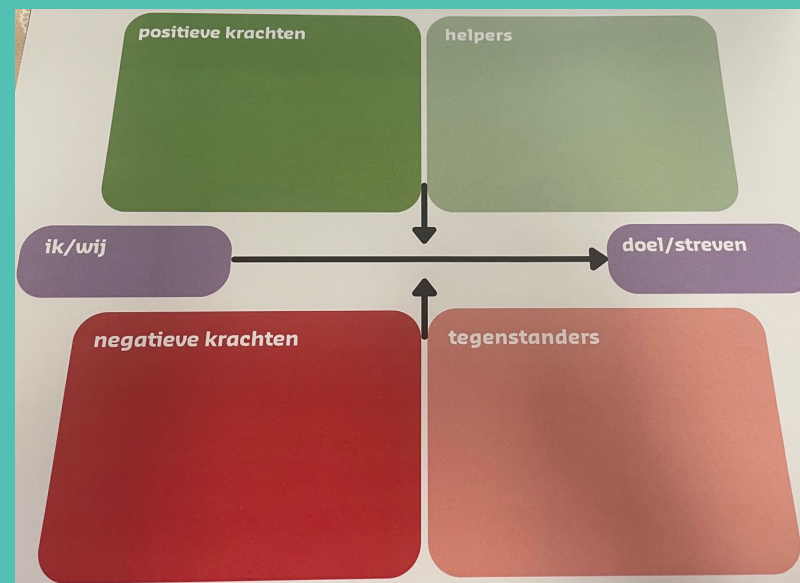 positieve krachten
helpers
ik/wij
doel/streven
negatieve krachten
tegenstanders